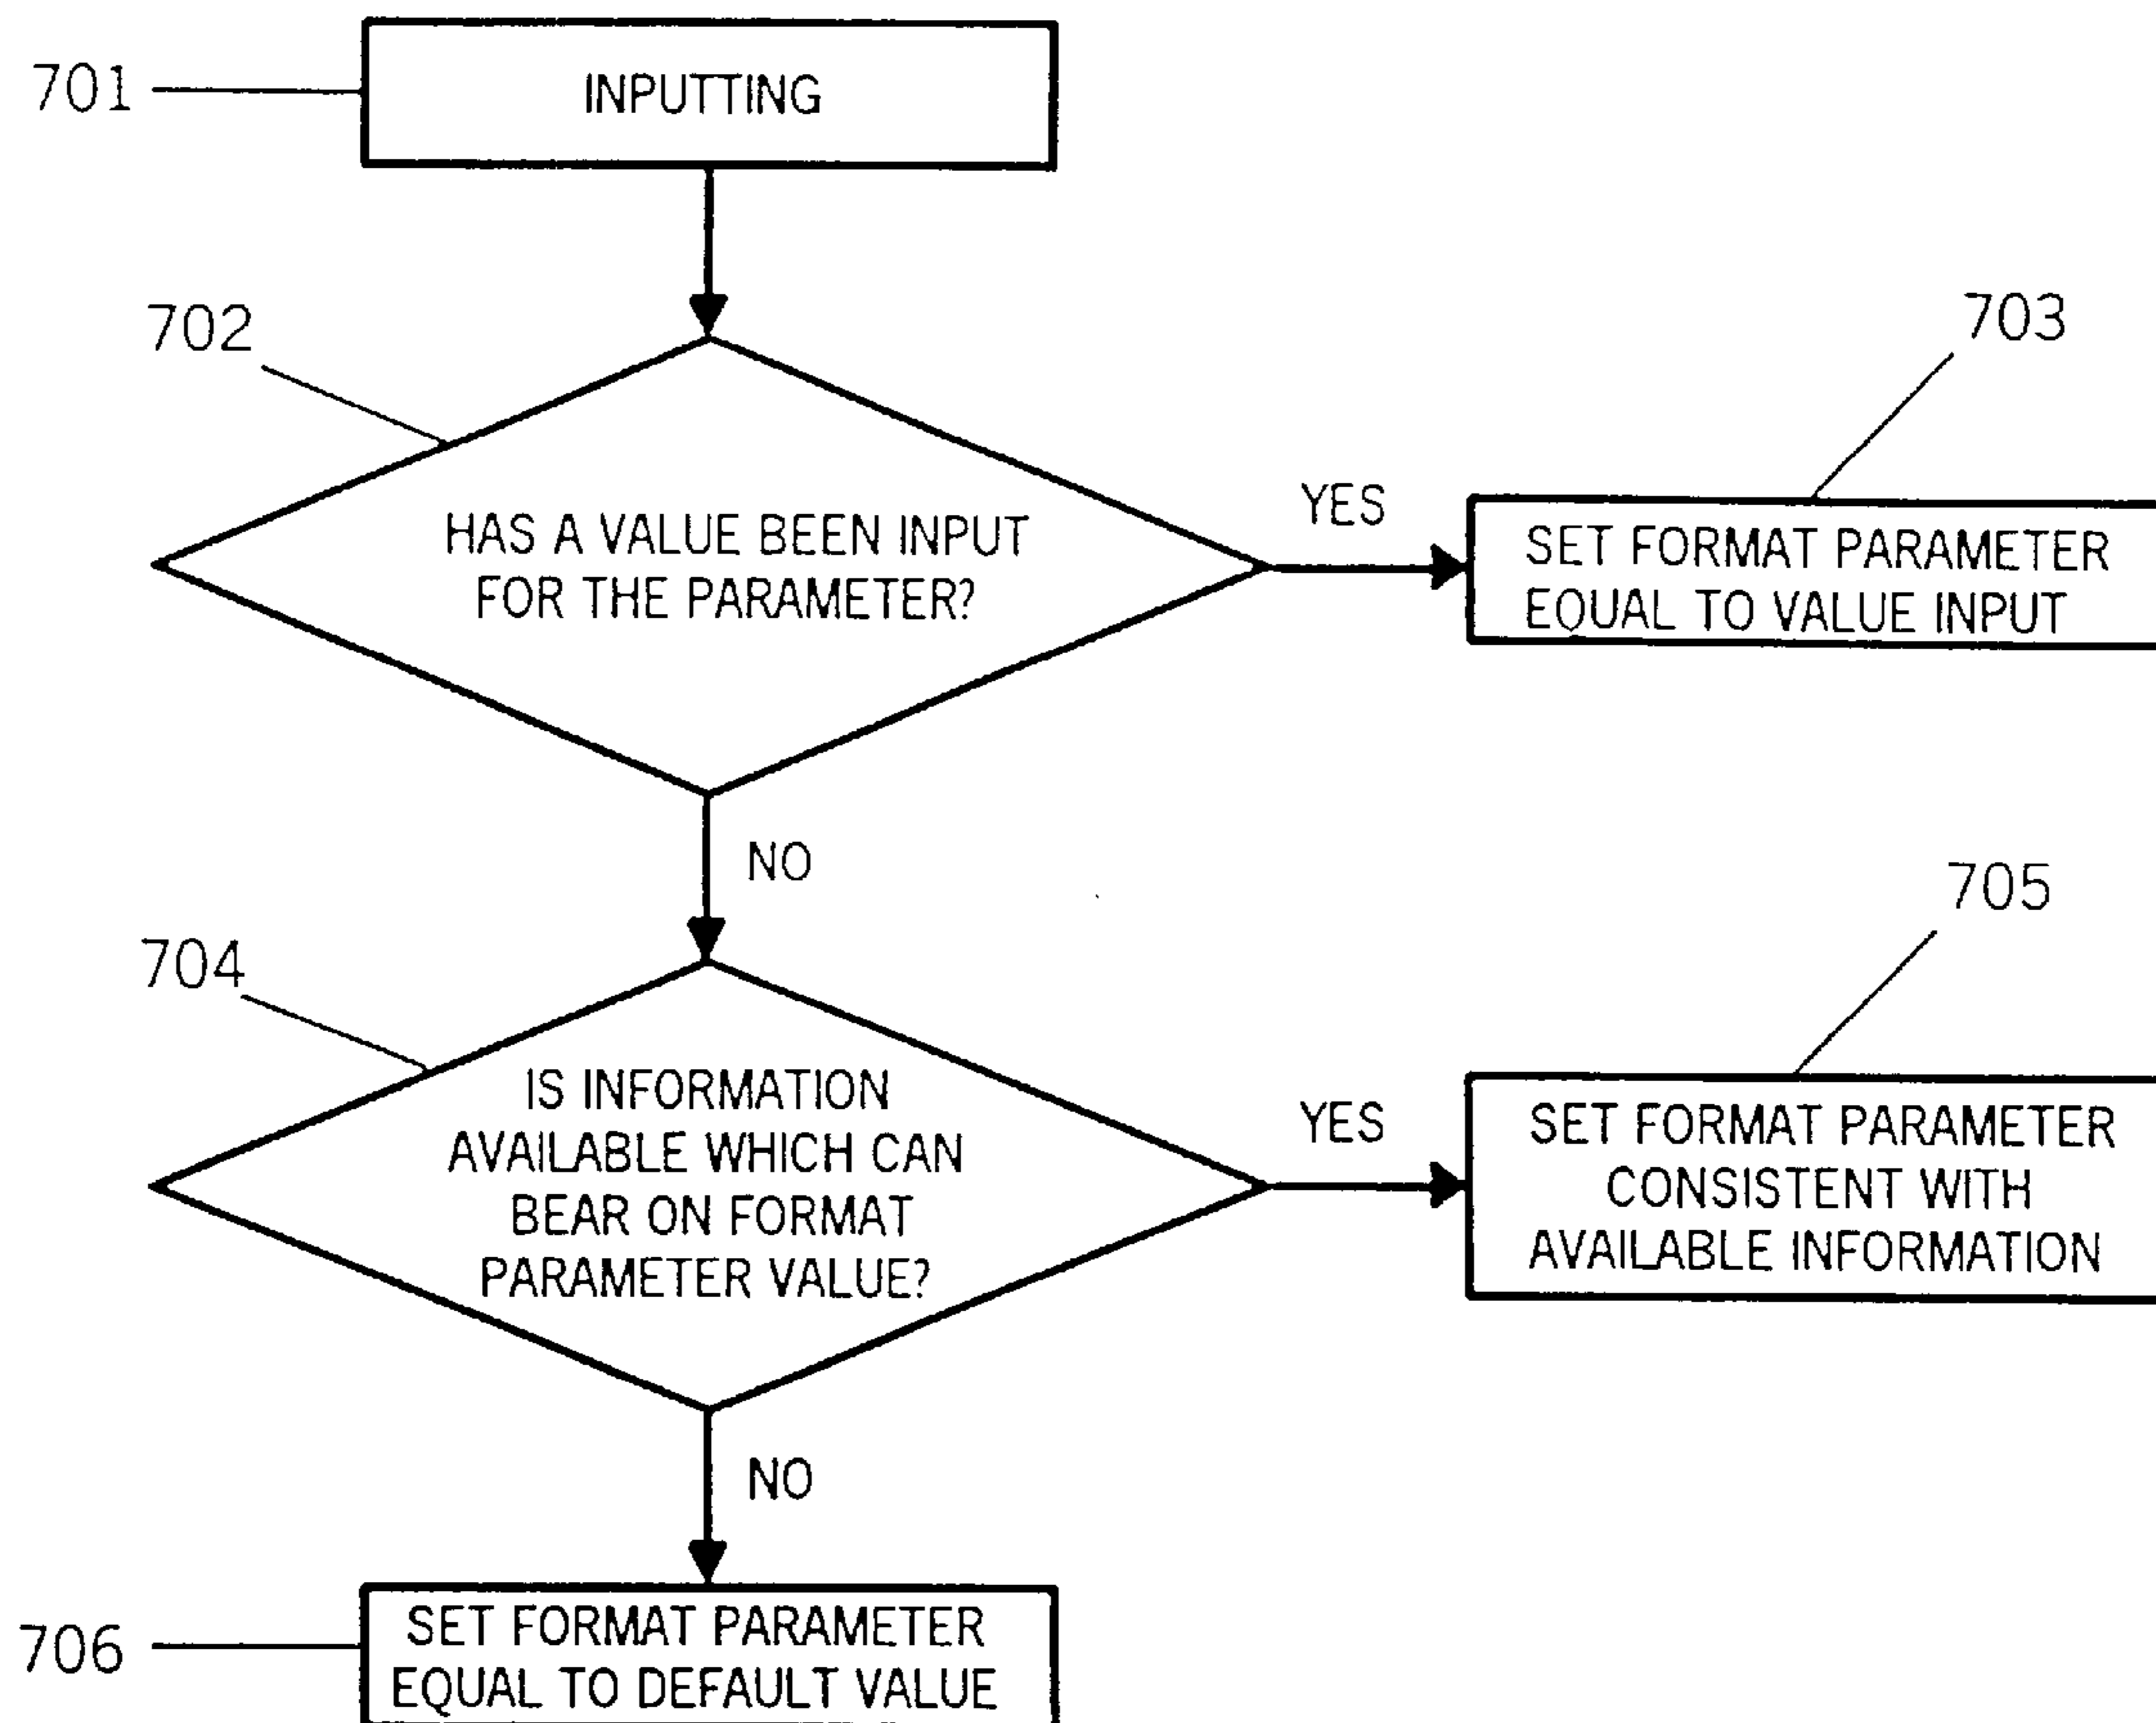 701
INPUTTING
702
HAS A VALUE BEEN INPUT
FOR THE PARAMETER?
YES
703
SET FORMAT PARAMETER
EQUAL TO VALUE INPUT
NO
704
IS INFORMATION
AVAILABLE WHICH CAN
BEAR ON FORMAT
PARAMETER VALUE?
YES
705
SET FORMAT PARAMETER
CONSISTENT WITH
AVAILABLE INFORMATION
NO
706
SET FORMAT PARAMETER
EQUAL TO DEFAULT VALUE